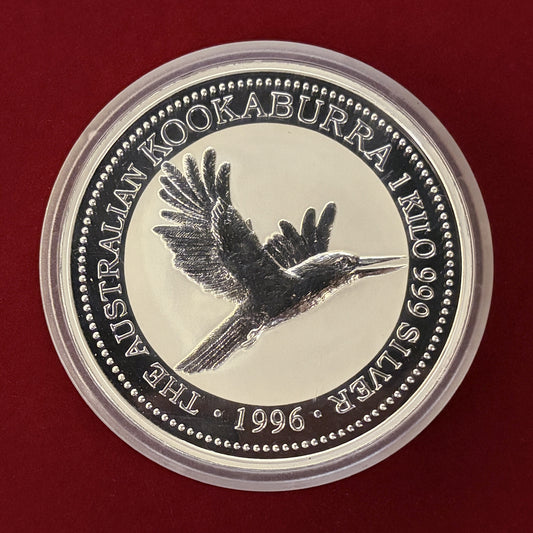 THE AUSTRALIAN KOOKABURRA 1 KILO 999 SILVER
· 1996 ·